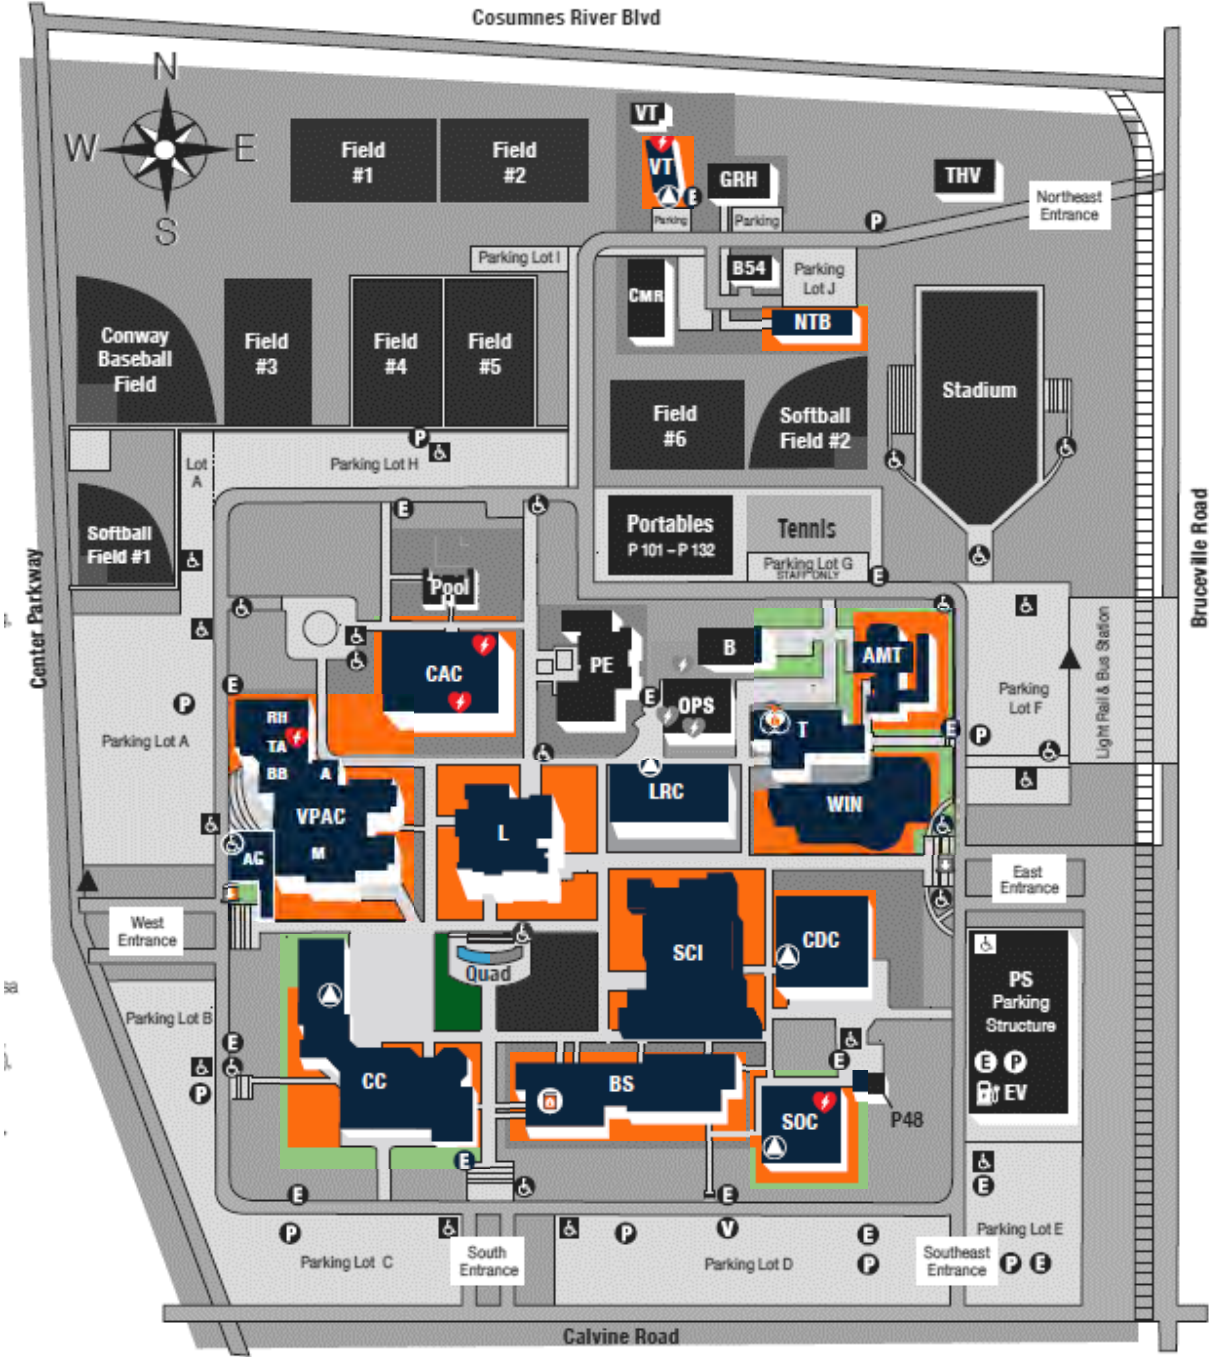 Cosumnes River Blvd
N
W
E
S
Field
#1
Field
#2
VT
VT
E
GRH
THV
Northeast
Entrance
Parking
Parking
P
Parking Lot I
B54
Parking
Lot J
CMR
NTB
Conway
Baseball
Field
Field
#3
Field
#4
Field
#5
Stadium
Field
#6
Softball
Field #2
P
Lot
A
Parking Lot H
Bruceville Road
Softball
Field #1
E
Portables
P 101 – P 132
Tennis
Parking Lot G
STAFF ONLY
E
Center Parkway
Pool
Light Rail & Bus Station
B
AMT
PE
CAC
E
OPS
Parking
Lot F
P
E
P
RH
TA
BB
A
T
E
Parking Lot A
LRC
WIN
VPAC
L
M
AG
East
Entrance
West
Entrance
CDC
SCI
Quad
PS
Parking
Structure
E
P
EV
Parking Lot B
E
P
E
CC
BS
SOC
P48
E
E
E
E
P
V
P
E
P
Parking Lot C
South
Entrance
Parking Lot D
Southeast
Entrance
Parking Lot E
P
E
Calvine Road